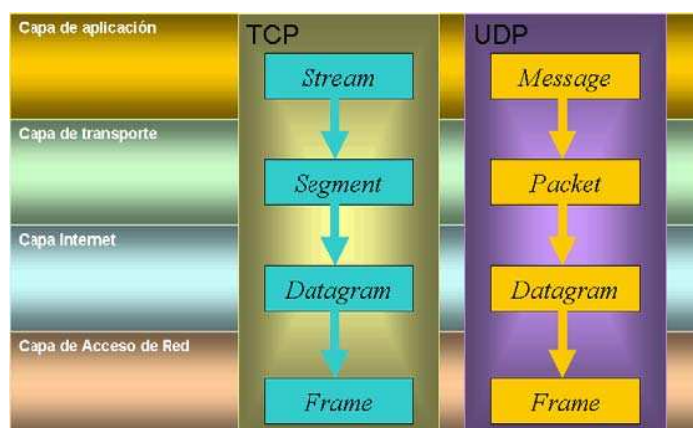 Capa de aplicación
TCP
UDP
Stream
Message
Capa de transporte
Segment
Packet
Capa Internet
Datagram
Datagram
Capa de Acceso de Red
Frame
Frame